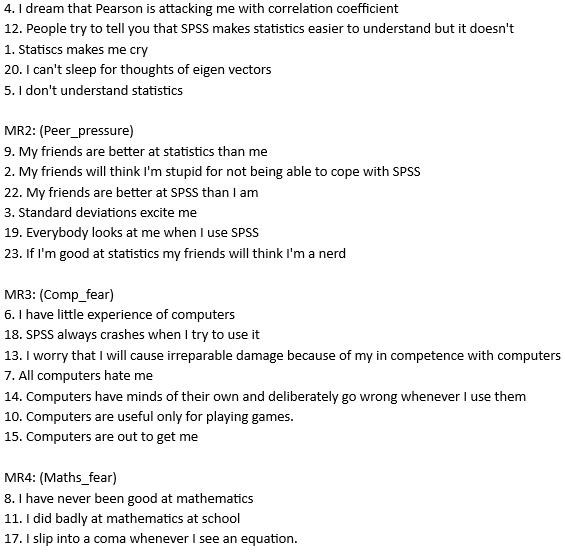 4. I dream that Pearson is attacking me with correlation coefficient
12. People try to tell you that SPSS makes statistics easier to understand but it doesn't
1. Statiscs makes me cry
20. I can't sleep for thoughts of eigen vectors
5. I don't understand statistics
MR2: (Peer_pressure)
9. My friends are better at statistics than me
2. My friends will think I'm stupid for not being able to cope with SPSS
22. My friends are better at SPSS than I am
3. Standard deviations excite me
19. Everybody looks at me when I use SPSS
23. If I'm good at statistics my friends will think I'm a nerd
MR3: (Comp_fear)
6. I have little experience of computers
18. SPSS always crashes when I try to use it
13. I worry that I will cause irreparable damage because of my in competence with computers
7. All computers hate me
14. Computers have minds of their own and deliberately go wrong whenever I use them
10. Computers are useful only for playing games.
15. Computers are out to get me
MR4: (Maths_fear)
8. I have never been good at mathematics
11. I did badly at mathematics at school
17. I slip into a coma whenever I see an equation.